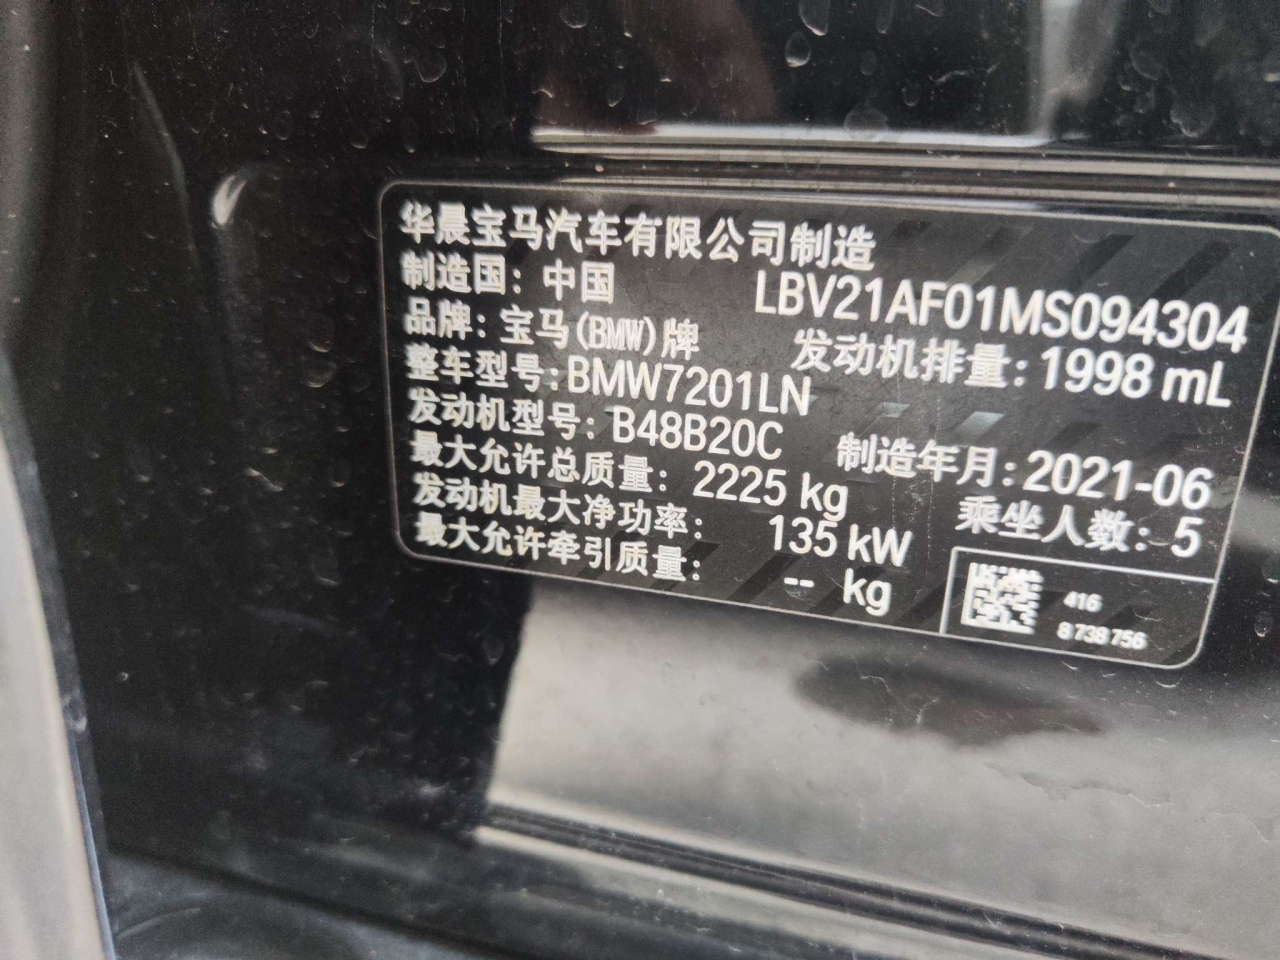 华晨宝马汽车有限公司制造
制造国：中国 LBV21AF01MS094304
品牌：宝马(BMW)牌 发动机排量：1998 mL
整车型号：BMW7201LN
发动机型号：B48B20C 制造年月：2021-06
最大允许总质量：2225 kg 乘坐人数：5
发动机最大净功率：135 kW
最大允许牵引质量：-- kg
416
8738756